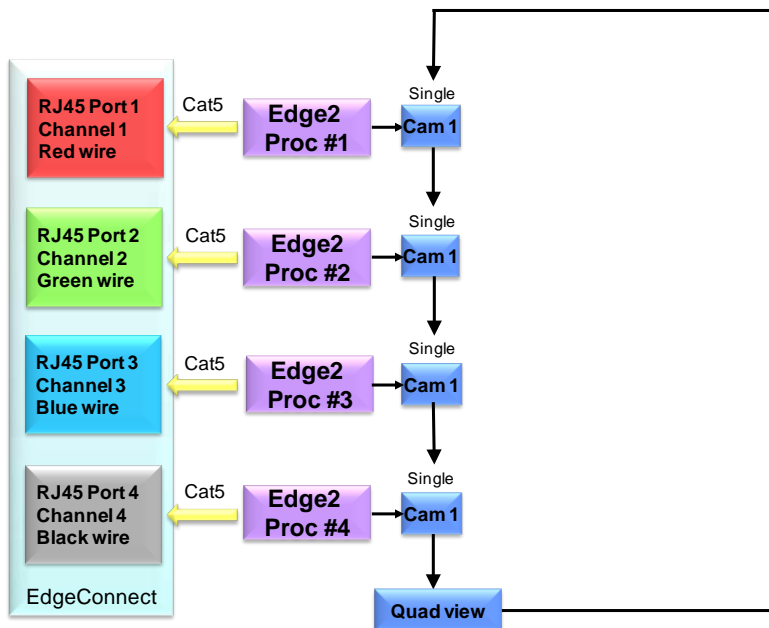 Single
RJ45 Port 1
Channel 1
Red wire
Cat5
Edge2
Proc #1
Cam 1
Single
RJ45 Port 2
Channel 2
Green wire
Cat5
Edge2
Proc #2
Cam 1
Single
RJ45 Port 3
Channel 3
Blue wire
Cat5
Edge2
Proc #3
Cam 1
Single
RJ45 Port 4
Channel 4
Black wire
Cat5
Edge2
Proc #4
Cam 1
EdgeConnect
Quad view